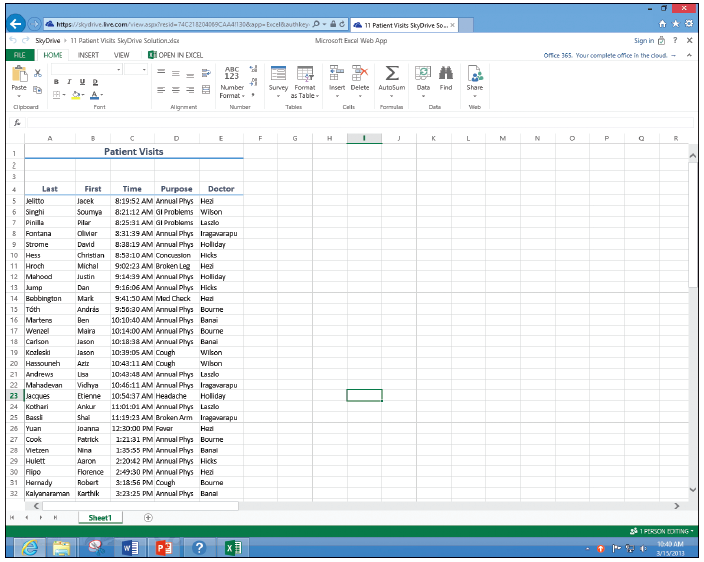 https://skydrive.live.com/view.aspx?resid=74C218204069CAA4!139&app=Excel&authkey-
11 Patient Visits SkyDrive So...
SkyDrive ▸ 11 Patient Visits SkyDrive Solution.xlsx
Microsoft Excel Web App
Sign in
FILE HOME INSERT VIEW OPEN IN EXCEL
Office 365. Your complete office in the cloud. →
Paste
B I U D
ABC
123
Number
Format
Survey
Format
as Table
Insert Delete
AutoSum
Data Find
Share
Clipboard Font Alignment Number Tables Cells Formulas Data Web
fx
A B C D E F G H I J K L M N O P Q R
1 Patient Visits
2
3
4 Last First Time Purpose Doctor
5 Jelitto Jacek 8:19:52 AM Annual Phys Hezi
6 Singhi Soumya 8:21:12 AM GI Problems Wilson
7 Pinilla Pilar 8:25:31 AM GI Problems Laszlo
8 Fontana Olivier 8:31:39 AM Annual Phys Iragavarapu
9 Strome David 8:38:19 AM Annual Phys Holliday
10 Hess Christian 8:53:10 AM Concussion Hicks
11 Hroch Michal 9:02:23 AM Broken Leg Hezi
12 Mahood Justin 9:14:39 AM Annual Phys Holliday
13 Jump Dan 9:16:06 AM Annual Phys Hicks
14 Bebbington Mark 9:41:50 AM Med Check Hezi
15 Tóth András 9:56:30 AM Annual Phys Bourne
16 Martens Ben 10:10:40 AM Annual Phys Banai
17 Wenzel Maira 10:14:00 AM Annual Phys Bourne
18 Carlson Jason 10:18:38 AM Annual Phys Banai
19 Kozleski Jason 10:39:05 AM Cough Wilson
20 Hassouneh Aziz 10:43:11 AM Cough Wilson
21 Andrews Lisa 10:43:48 AM Annual Phys Laszlo
22 Mahadevan Vidhya 10:46:11 AM Annual Phys Iragavarapu
23 Jacques Etienne 10:54:37 AM Headache Holliday
24 Kothari Ankur 11:01:01 AM Annual Phys Laszlo
25 Bassli Shai 11:19:23 AM Broken Arm Iragavarapu
26 Yuan Joanna 12:30:00 PM Fever Hezi
27 Cook Patrick 1:21:31 PM Annual Phys Bourne
28 Vietzen Nina 1:35:55 PM Annual Phys Banai
29 Hulett Aaron 2:20:42 PM Annual Phys Hicks
30 Filipo Florence 2:49:30 PM Annual Phys Hezi
31 Hernady Robert 3:18:56 PM Cough Bourne
32 Kalyanaraman Karthik 3:23:25 PM Annual Phys Banai
Sheet1
1 PERSON EDITING
10:49 AM
3/15/2013